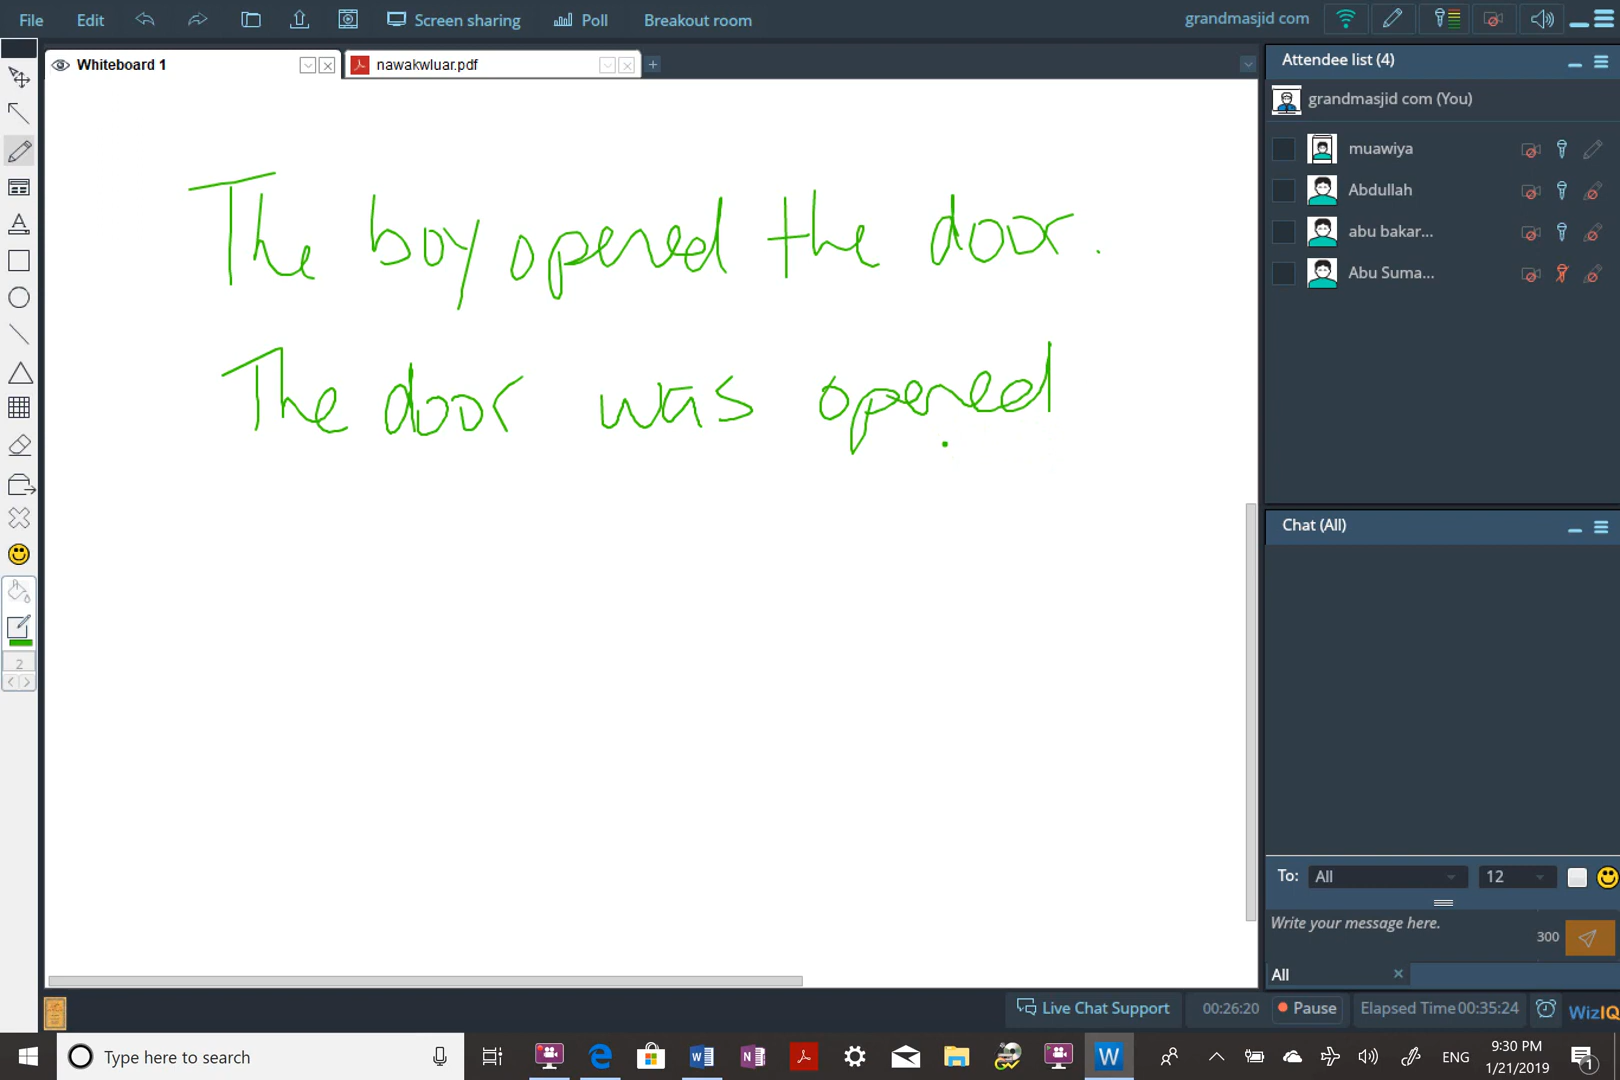 File Edit Screen sharing Poll Breakout room grandmasjid com
Whiteboard 1 nawakwluar.pdf
Attendee list (4)
grandmasjid com (You)
muawiya
Abdullah
abu bakar...
Abu Suma...
The boy opened the door.
The door was opened
2
Chat (All)
To: All 12
Write your message here.
300
All
Live Chat Support 00:26:20 Pause Elapsed Time 00:35:24 WizIQ
Type here to search
ENG
9:30 PM
1/21/2019
1